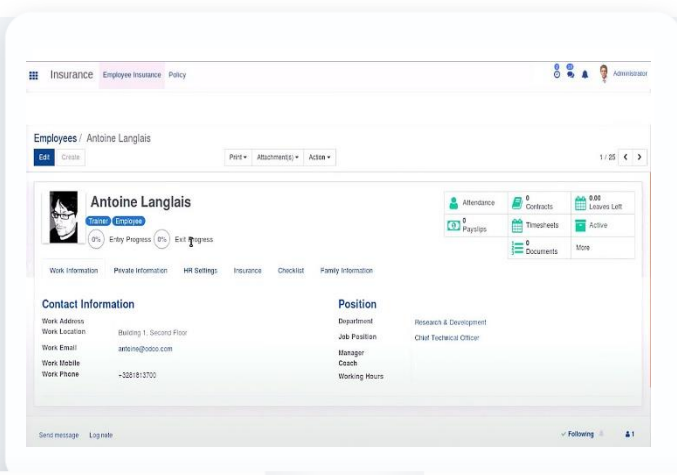 Insurance Employee Insurance Policy Administrator
Employees / Antoine Langlais
Edit Create Print Attachment(s) Action 1 / 25
Antoine Langlais
Trainer Employee
0% Entry Progress 0% Exit Progress
Attendance 0 Contracts 0.00 Leaves Left
0 Payslips Timesheets Active
0 Documents More
Work Information Private Information HR Settings Insurance Checklist Family Information
Contact Information Position
Work Address Department Research & Development
Work Location Building 1, Second Floor Job Position Chief Technical Officer
Work Email antoine@odoo.com Manager
Work Mobile Coach
Work Phone +3281813700 Working Hours
Send message Log note Following 1